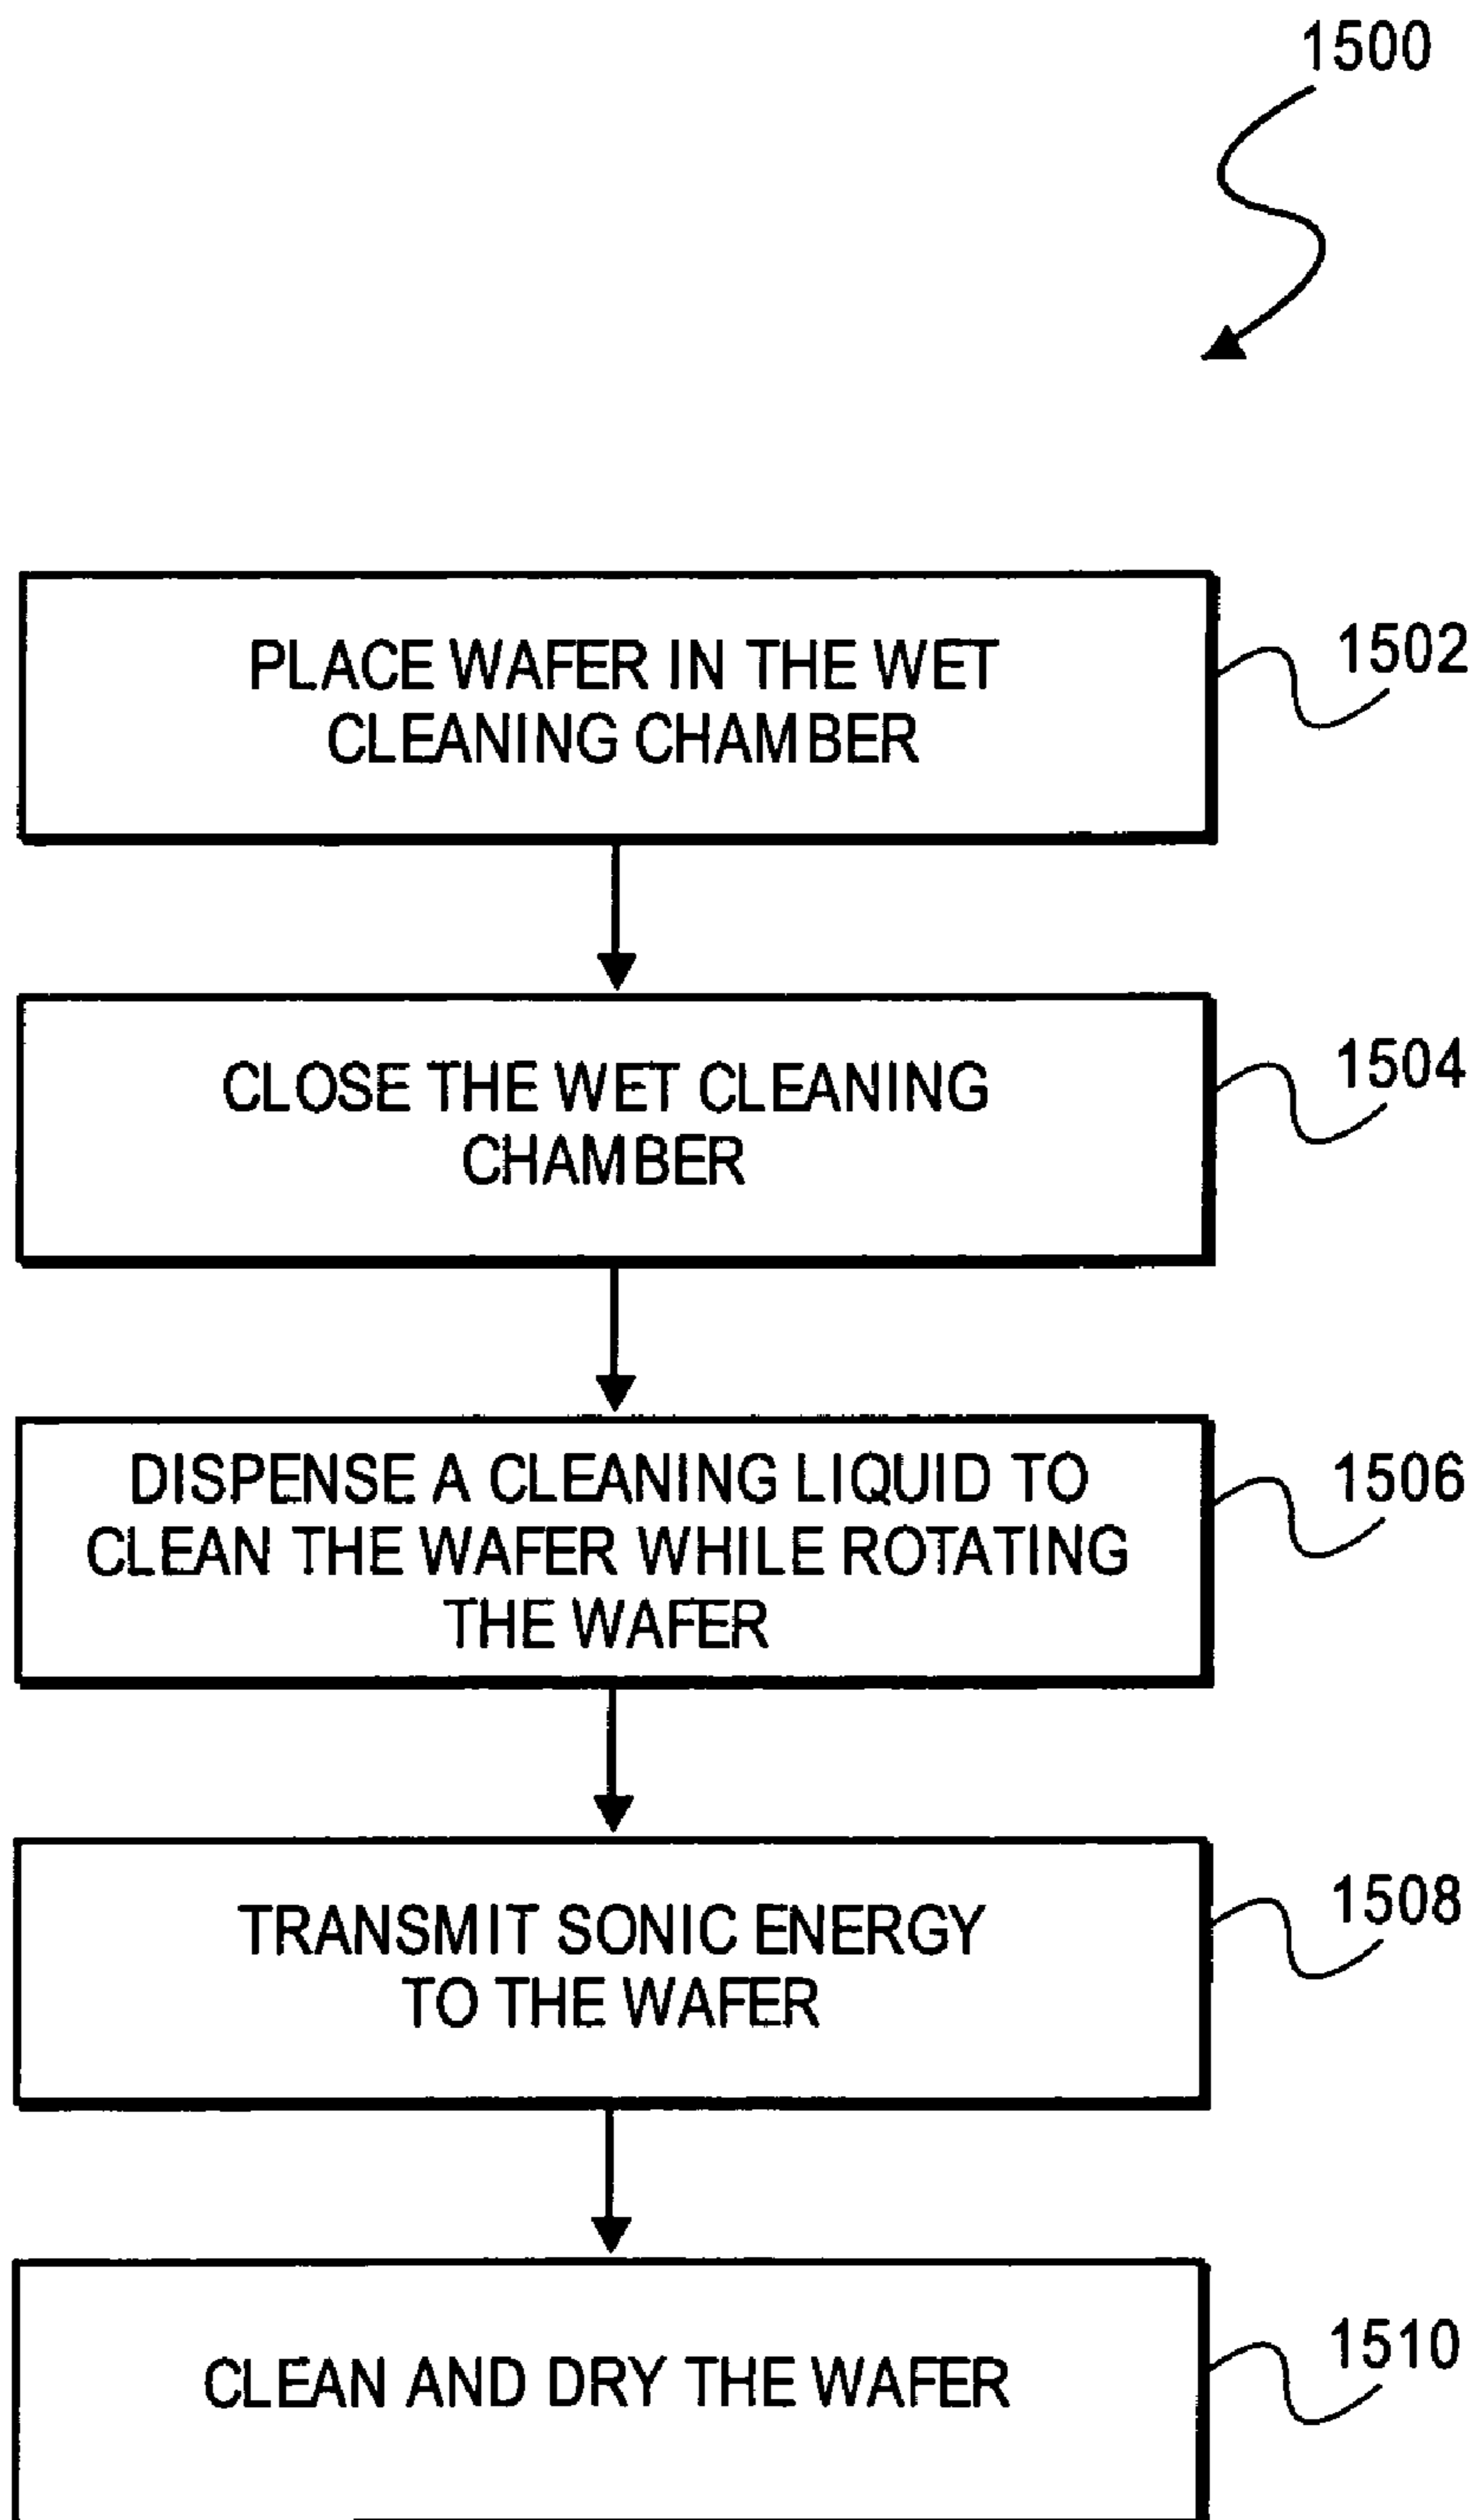 1500
PLACE WAFER IN THE WET
CLEANING CHAMBER
1502
CLOSE THE WET CLEANING
CHAMBER
1504
DISPENSE A CLEANING LIQUID TO
CLEAN THE WAFER WHILE ROTATING
THE WAFER
1506
TRANSMIT SONIC ENERGY
TO THE WAFER
1508
CLEAN AND DRY THE WAFER
1510